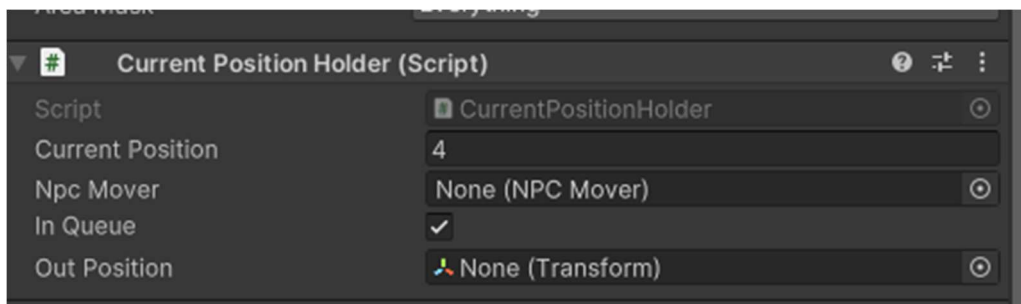 Current Position Holder (Script)
Script CurrentPositionHolder
Current Position 4
Npc Mover None (NPC Mover)
In Queue
Out Position None (Transform)